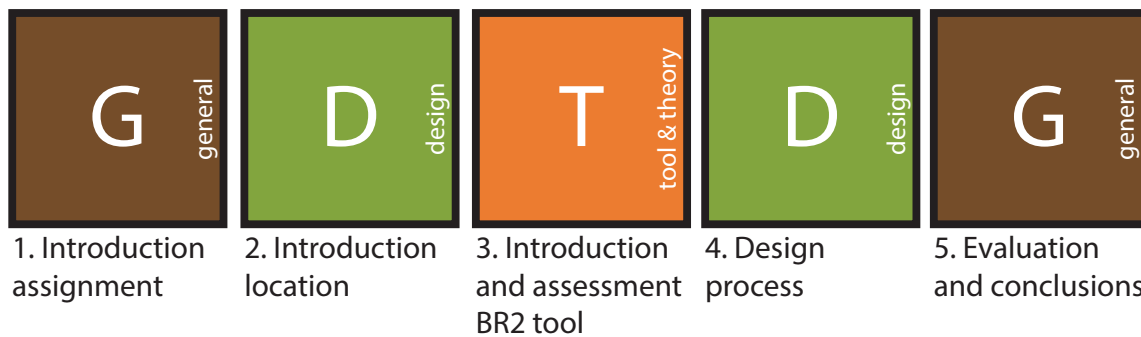 G
general
D
design
T
tool & theory
D
design
G
general
1. Introduction
assignment
2. Introduction
location
3. Introduction
and assessment
BR2 tool
4. Design
process
5. Evaluation
and conclusions